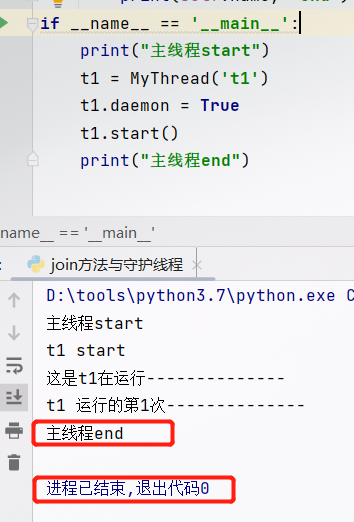 if __name__ == '__main__':
print("主线程start")
t1 = MyThread('t1')
t1.daemon = True
t1.start()
print("主线程end")
name__ == '__main__'
join方法与守护线程
D:\tools\python3.7\python.exe C
主线程start
t1 start
这是t1在运行--------------
t1 运行的第1次--------------
主线程end
进程已结束,退出代码0